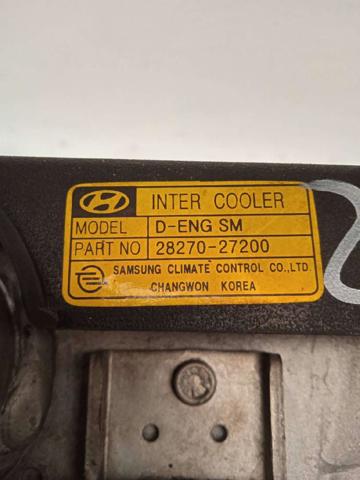 INTER COOLER
MODEL D-ENG SM
PART NO 28270-27200
SAMSUNG CLIMATE CONTROL CO.,LTD.
CHANGWON KOREA